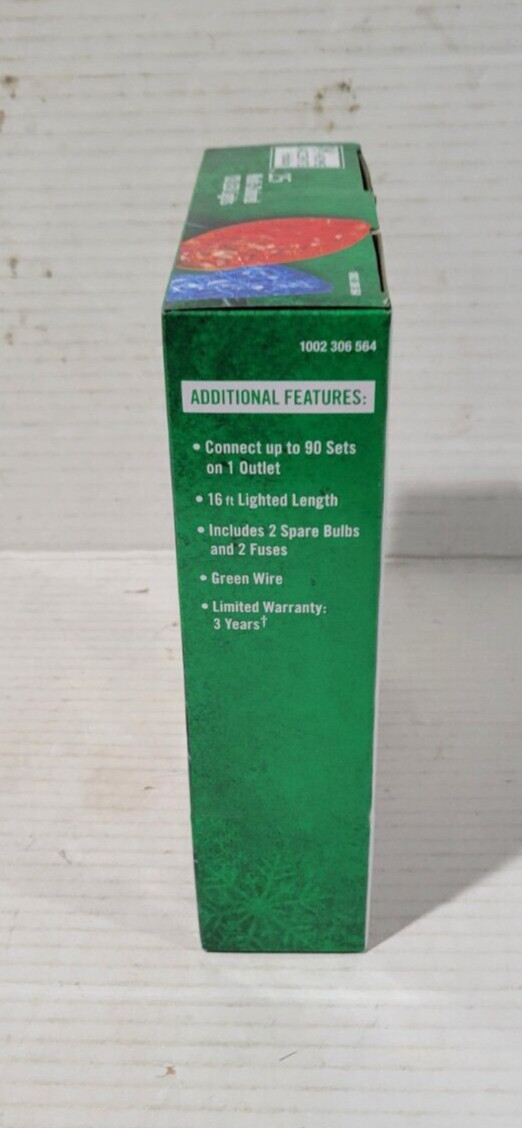 1002 306 564
ADDITIONAL FEATURES:
• Connect up to 90 Sets
on 1 Outlet
• 16 ft Lighted Length
• Includes 2 Spare Bulbs
and 2 Fuses
• Green Wire
• Limited Warranty:
3 Years†